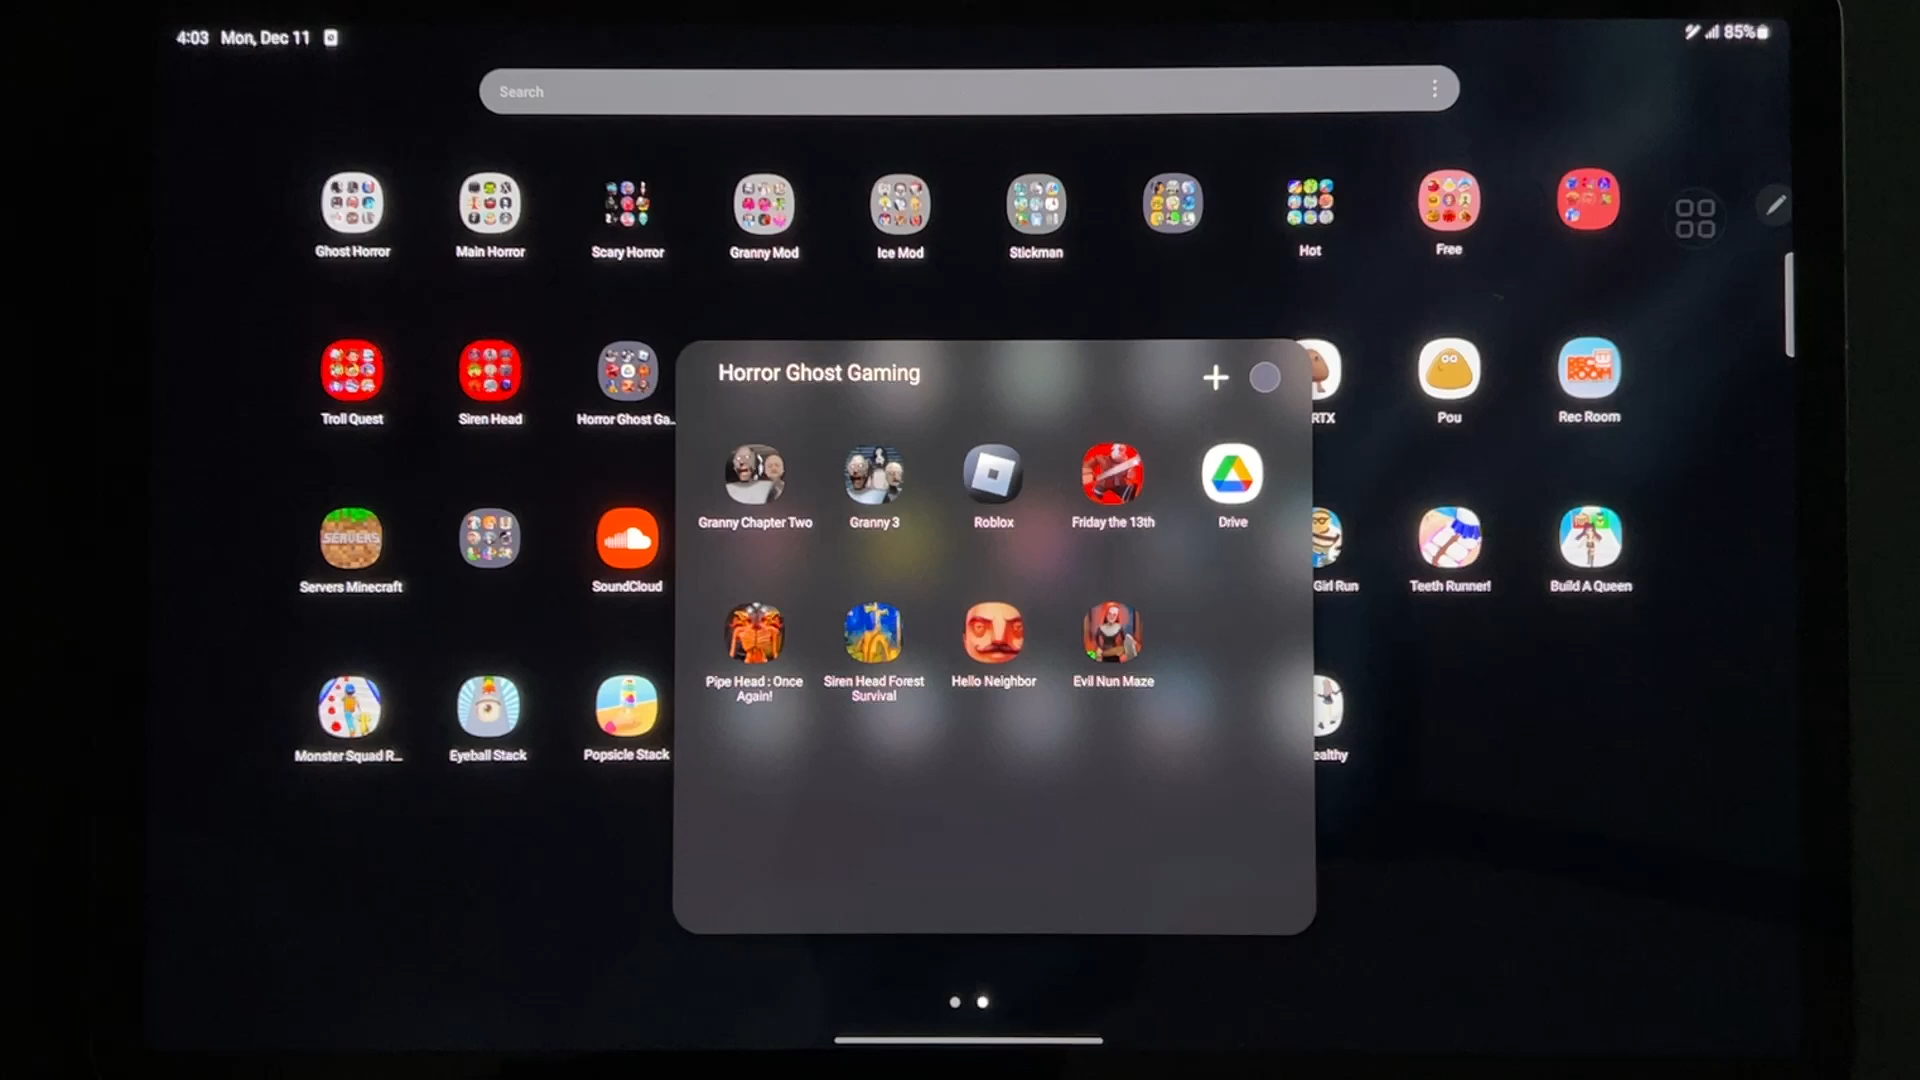 4:03 Mon, Dec 11
85%
Search
Ghost Horror
Main Horror
Scary Horror
Granny Mod
Ice Mod
Stickman
Hot
Free
Troll Quest
Siren Head
Horror Ghost Ga...
Horror Ghost Gaming
RTX
Pou
Rec Room
REC ROOM
Granny Chapter Two
Granny 3
Roblox
Friday the 13th
Drive
SERVERS
Servers Minecraft
SoundCloud
Girl Run
Teeth Runner!
Build A Queen
Pipe Head : Once
Again!
Siren Head Forest
Survival
Hello Neighbor
Evil Nun Maze
Monster Squad R...
Eyeball Stack
Popsicle Stack
ealthy